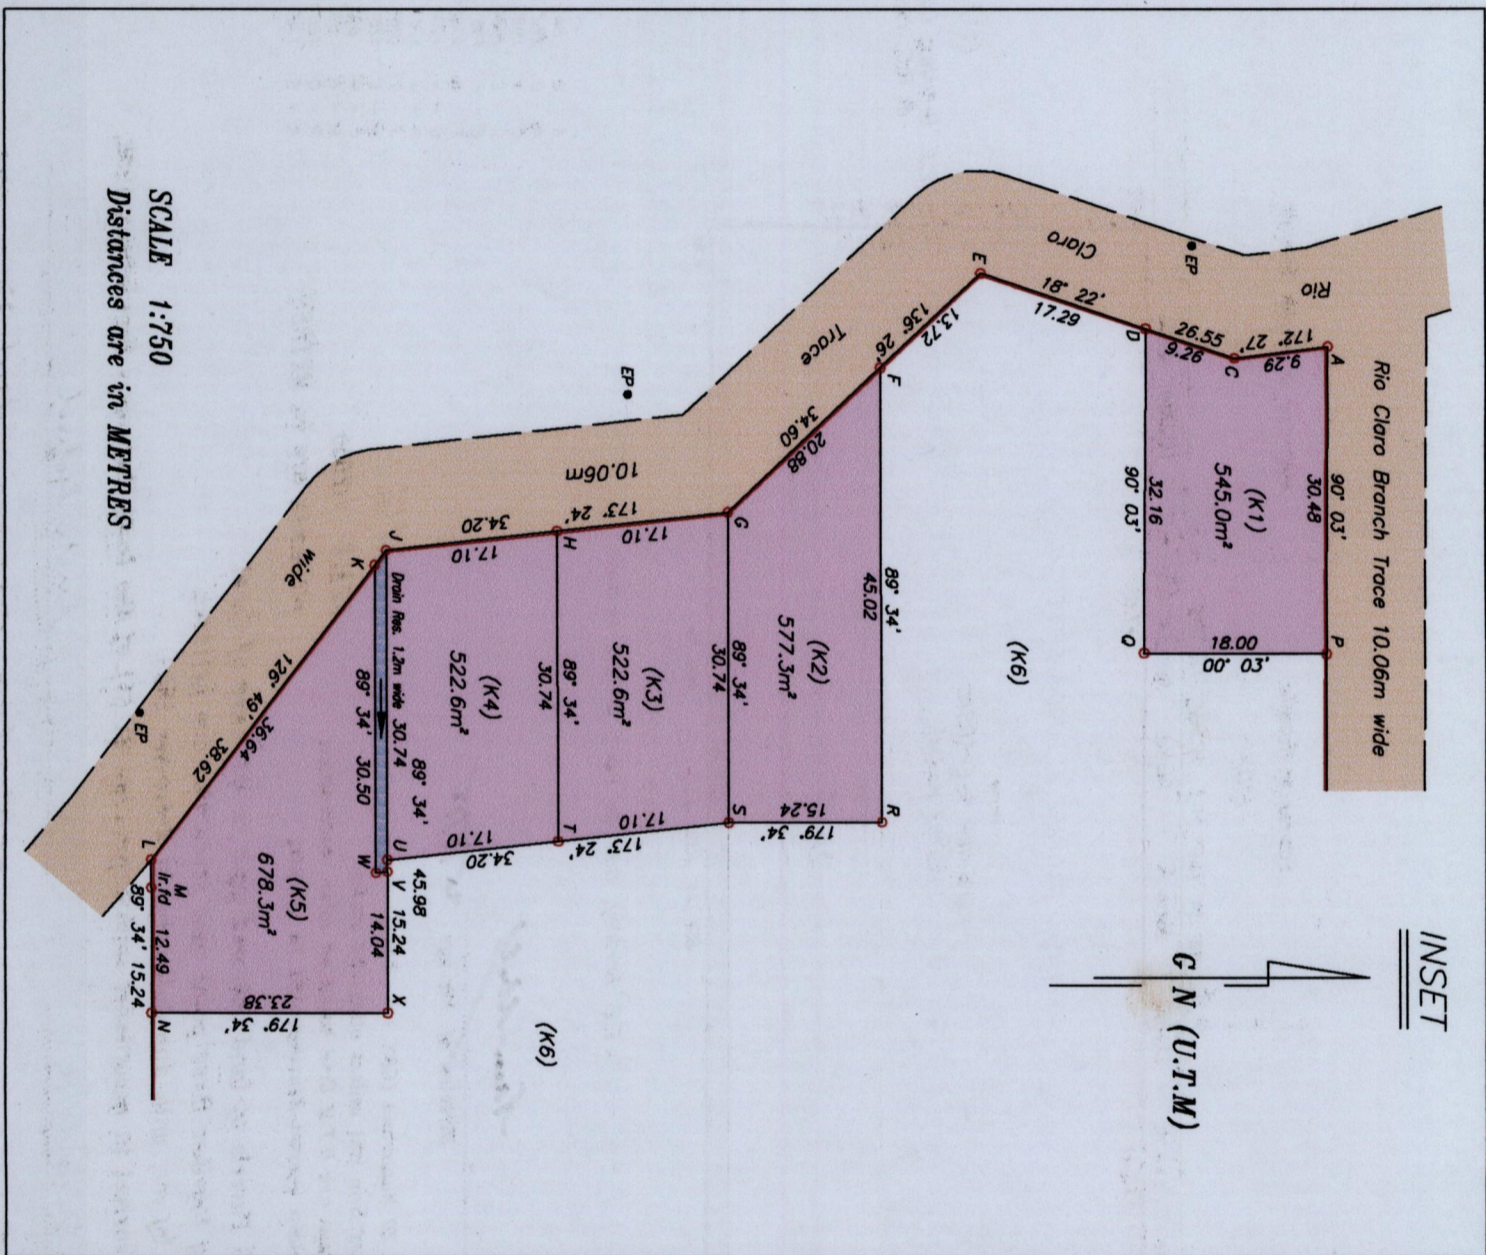 INSET
G N (U.T.M)
Rio Claro Branch Trace 10.06m wide
Rio
Claro
Trace
10.06m
wide
EP
EP
EP
A
90° 03'
30.48
P
172° 27'
9.29
C
(K1)
545.0m²
18.00
00° 03'
26.55
9.26
D
32.16
90° 03'
Q
18° 22'
17.29
E
136° 26'
13.72
F
(K6)
89° 34'
45.02
R
34.60
20.88
(K2)
577.3m²
15.24
179° 34'
G
89° 34'
30.74
S
173° 24'
17.10
(K3)
522.6m²
17.10
173° 24'
H
89° 34'
30.74
T
34.20
17.10
(K4)
522.6m²
17.10
34.20
J
89° 34'
U
45.98
Drain Res. 1.2m wide 30.74
V 15.24
X
K
89° 34' 30.50
W
14.04
126° 49'
36.64
38.62
(K5)
678.3m²
23.38
179° 34'
(K6)
L
M
Ir.fd 12.49
89° 34' 15.24
N
SCALE 1:750
Distances are in METRES